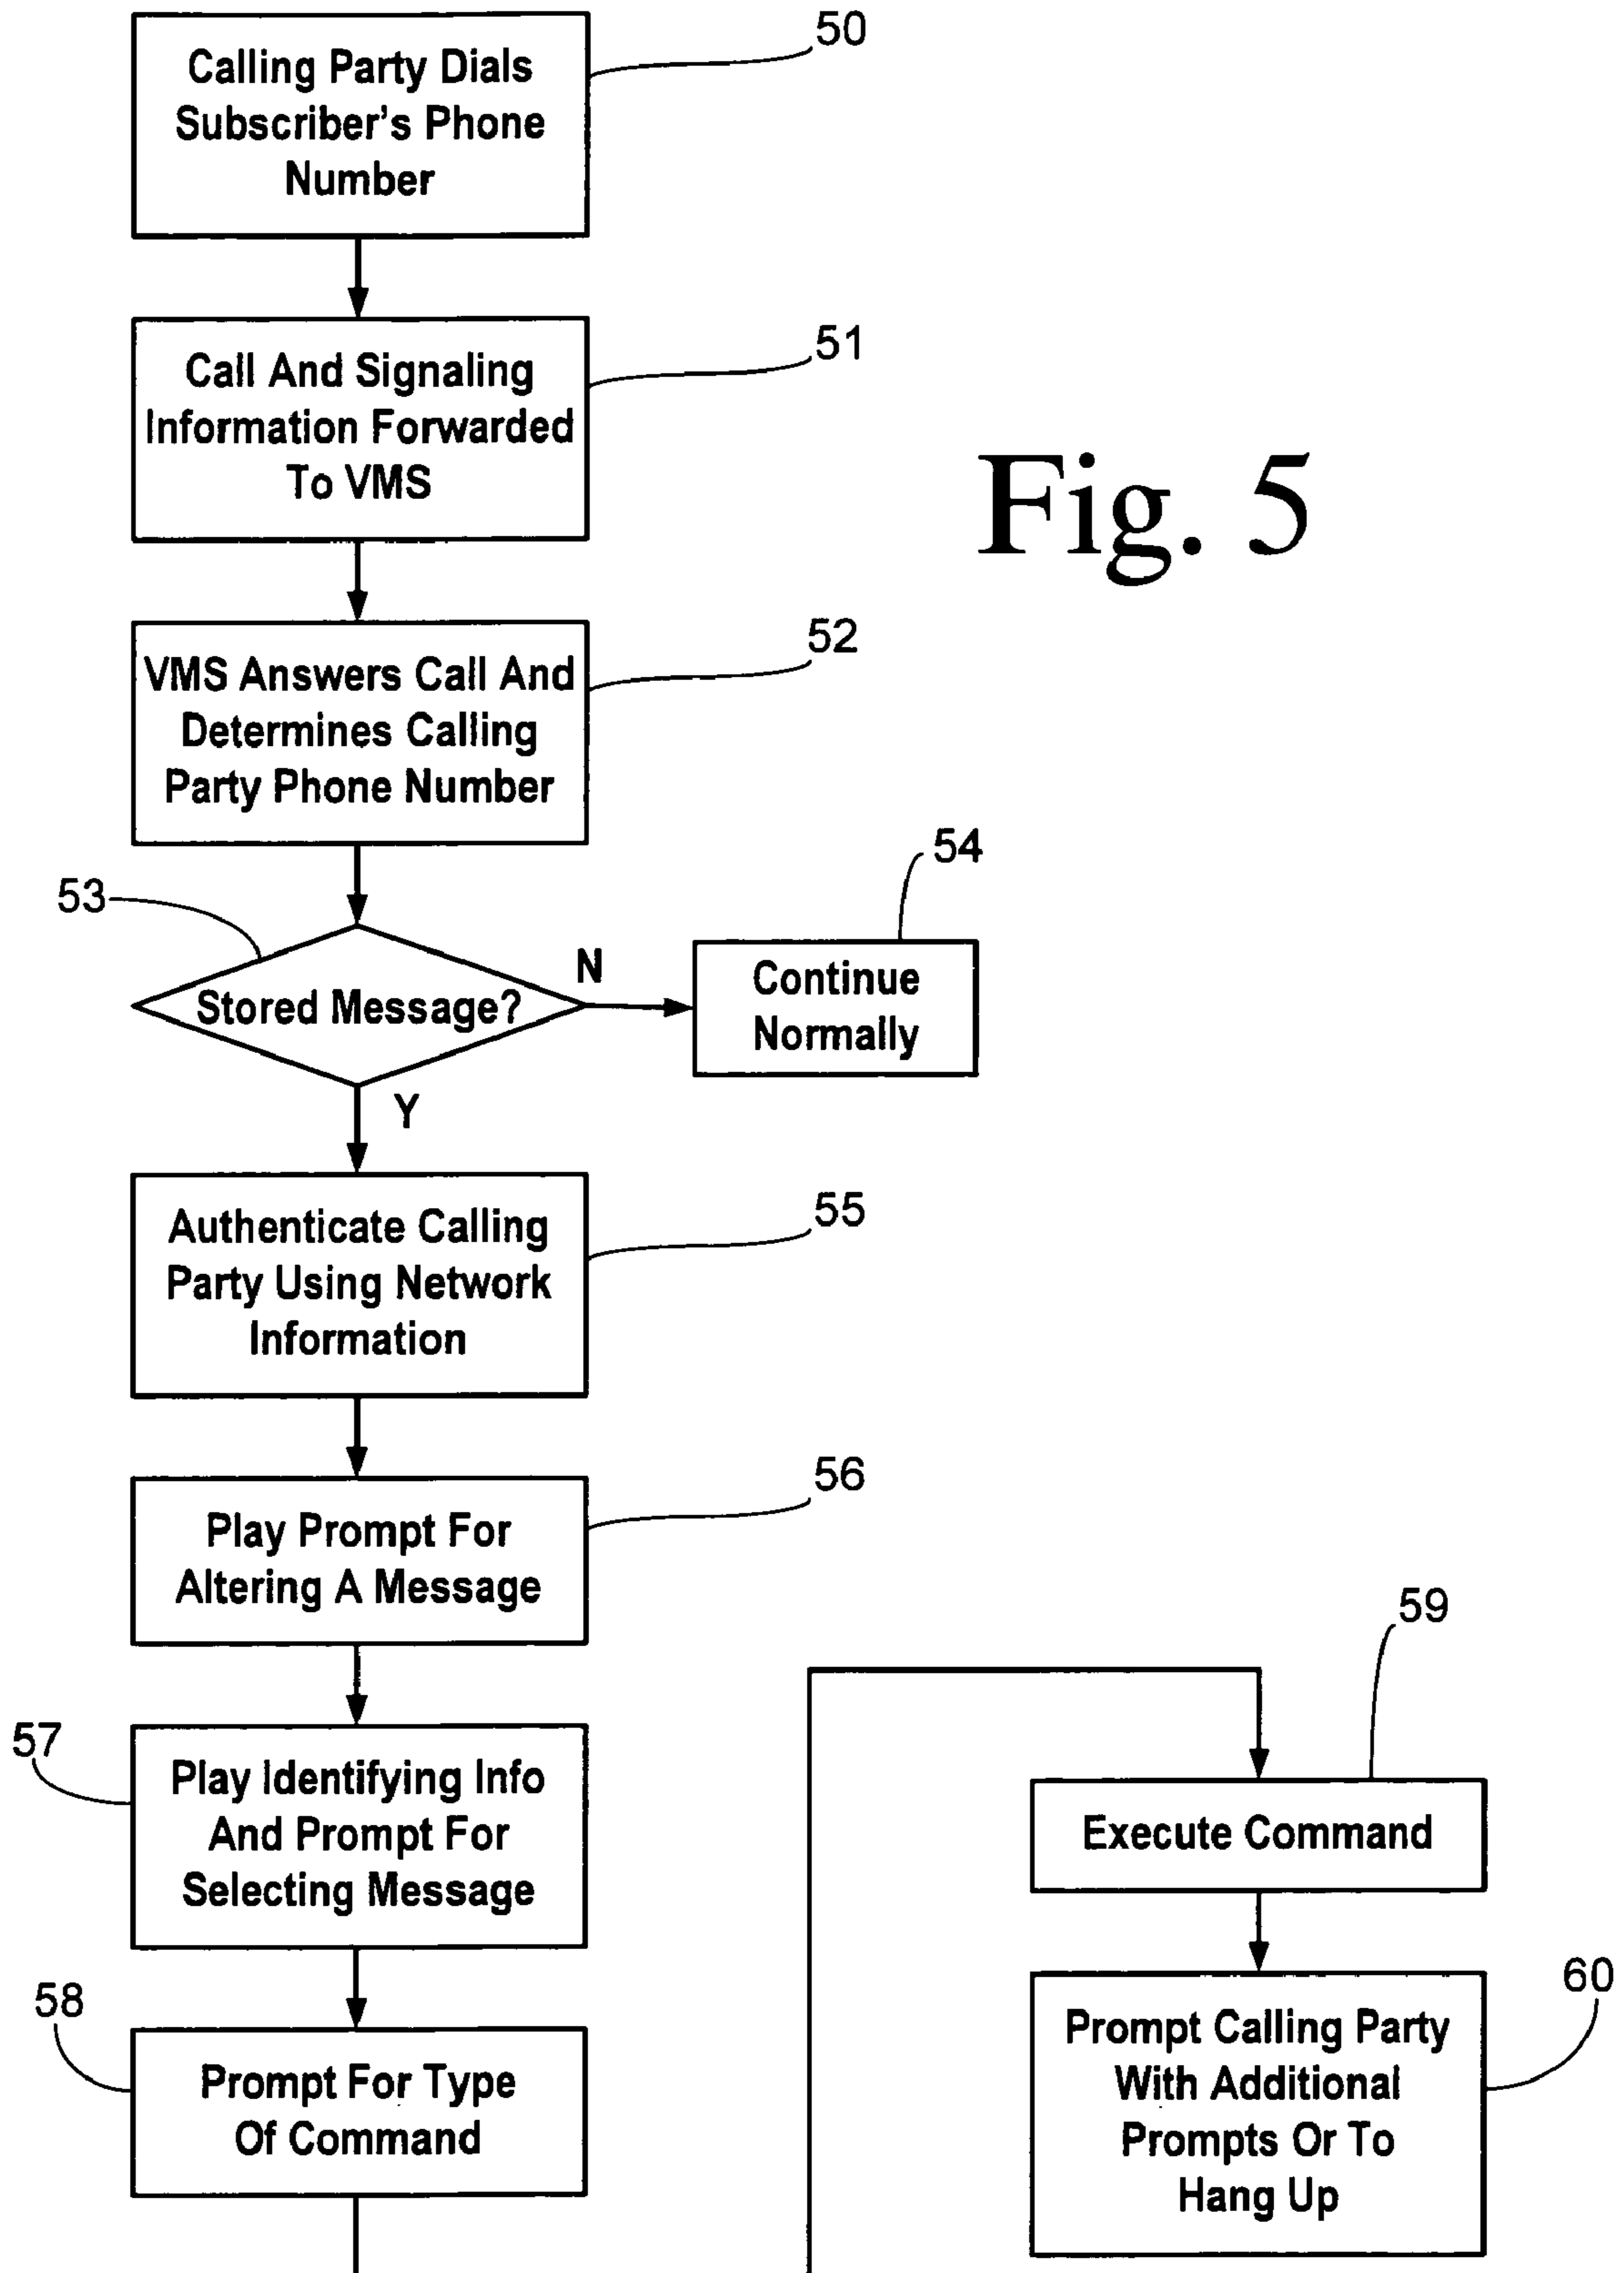 50
Calling Party Dials
Subscriber's Phone
Number
51
Call And Signaling
Information Forwarded
To VMS
Fig. 5
52
VMS Answers Call And
Determines Calling
Party Phone Number
53
Stored Message?
N
54
Continue
Normally
Y
55
Authenticate Calling
Party Using Network
Information
56
Play Prompt For
Altering A Message
57
Play Identifying Info
And Prompt For
Selecting Message
58
Prompt For Type
Of Command
59
Execute Command
60
Prompt Calling Party
With Additional
Prompts Or To
Hang Up